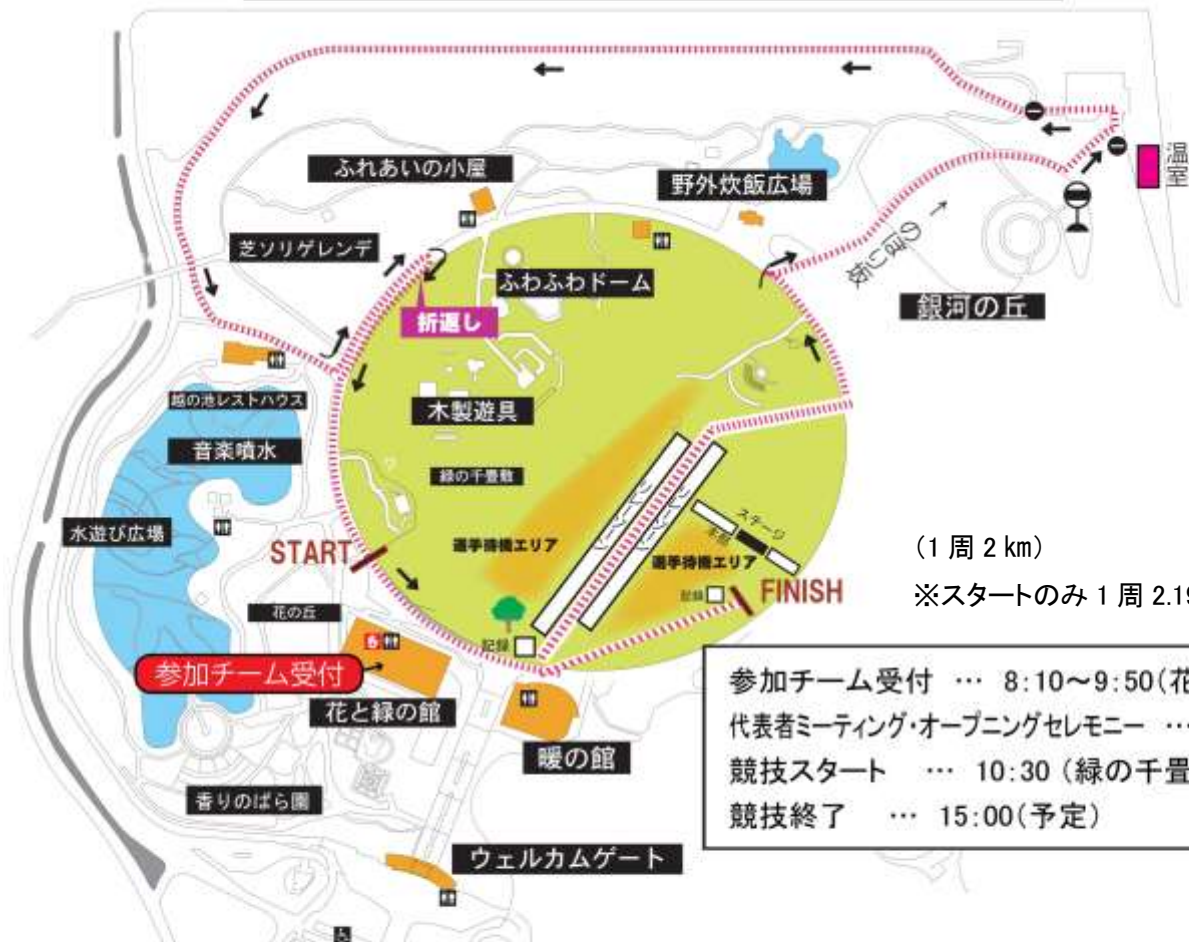 ふれあいの小屋
野外炊飯広場
温室
芝ソリゲレンデ
ふわふわドーム
のぼり坂
銀河の丘
折返し
越の池レストハウス
木製遊具
音楽噴水
緑の千畳敷
水遊び広場
選手待機エリア
ステージ
本部
選手待機エリア
START
記録
FINISH
(1周2km)
※スタートのみ1周2.19
花の丘
記録
参加チーム受付
花と緑の館
暖の館
香りのばら園
ウェルカムゲート
参加チーム受付 … 8:10~9:50(花
代表者ミーティング・オープニングセレモニー …
競技スタート … 10:30(緑の千畳
競技終了 … 15:00(予定)